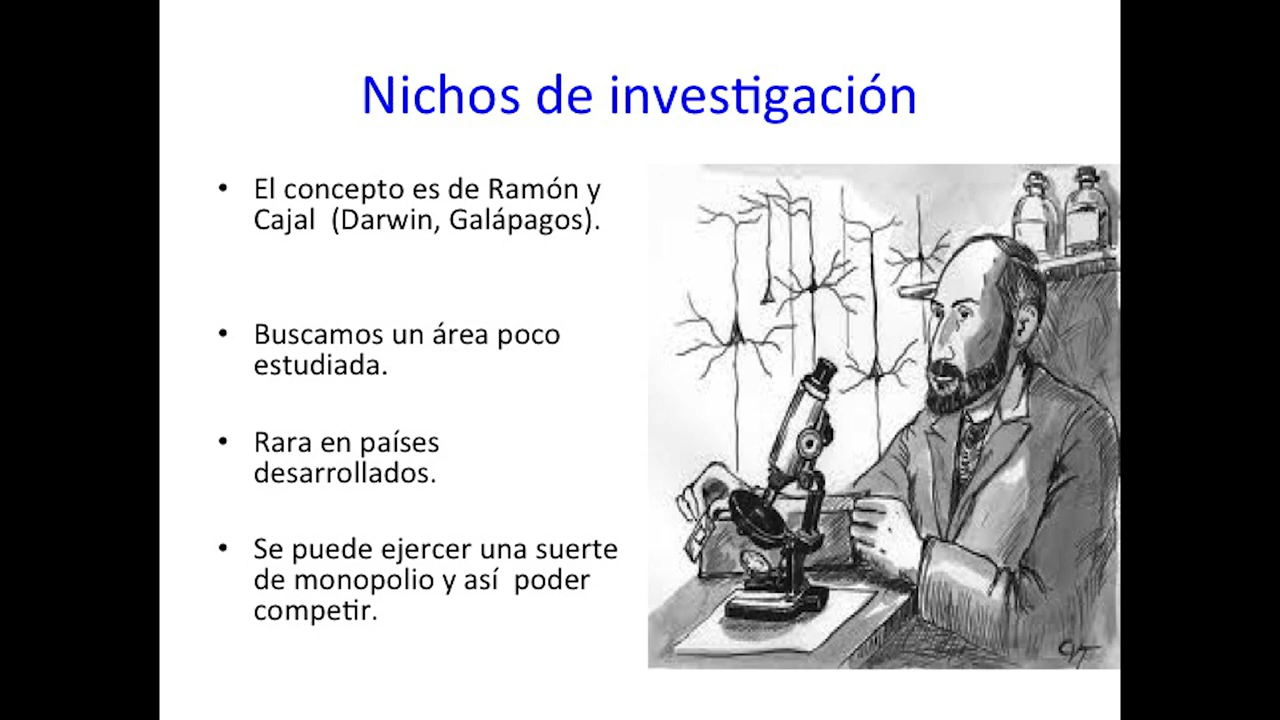 Nichos de investigación
• El concepto es de Ramón y
Cajal (Darwin, Galápagos).
• Buscamos un área poco
estudiada.
• Rara en países
desarrollados.
• Se puede ejercer una suerte
de monopolio y así poder
competir.